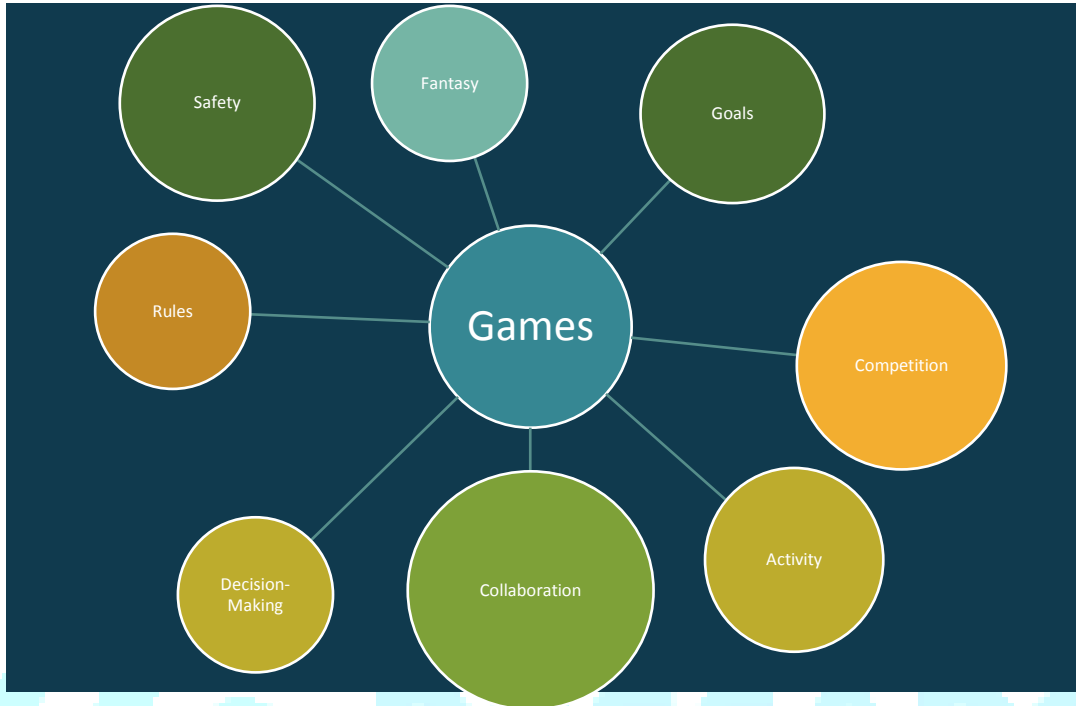 Safety
Fantasy
Goals
Rules
Games
Competition
Decision-
Making
Collaboration
Activity